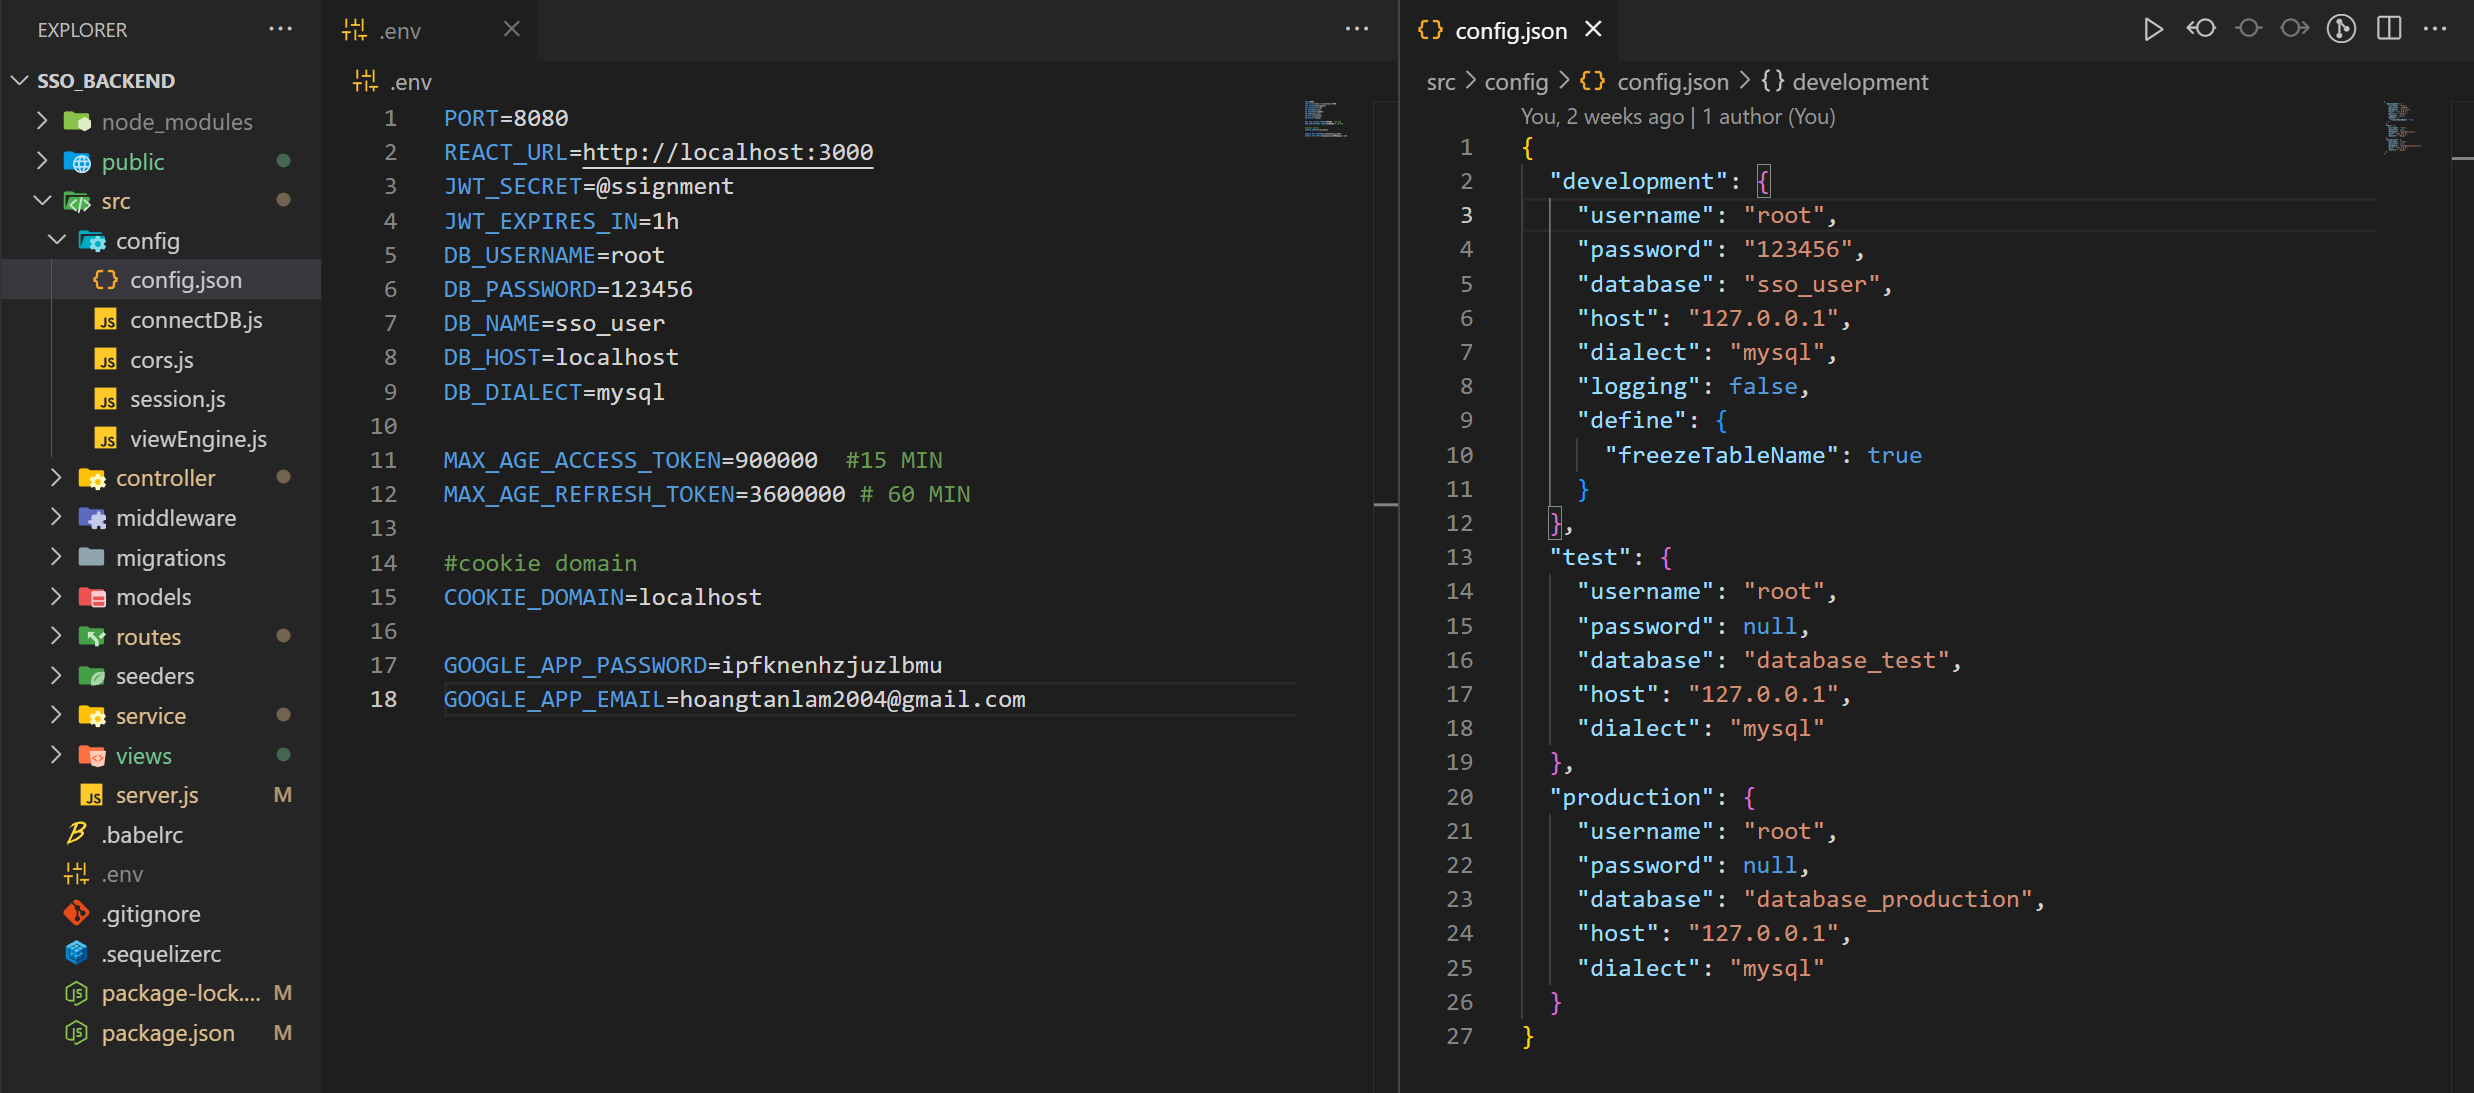 EXPLORER
SSO_BACKEND
node_modules
public
src
config
config.json
connectDB.js
cors.js
session.js
viewEngine.js
controller
middleware
migrations
models
routes
seeders
service
views
server.js M
.babelrc
.env
.gitignore
.sequelizerc
package-lock.... M
package.json M
.env
.env
1 PORT=8080
2 REACT_URL=http://localhost:3000
3 JWT_SECRET=@ssignment
4 JWT_EXPIRES_IN=1h
5 DB_USERNAME=root
6 DB_PASSWORD=123456
7 DB_NAME=sso_user
8 DB_HOST=localhost
9 DB_DIALECT=mysql
10
11 MAX_AGE_ACCESS_TOKEN=900000  #15 MIN
12 MAX_AGE_REFRESH_TOKEN=3600000 # 60 MIN
13
14 #cookie domain
15 COOKIE_DOMAIN=localhost
16
17 GOOGLE_APP_PASSWORD=ipfknenhzjuzlbmu
18 GOOGLE_APP_EMAIL=hoangtanlam2004@gmail.com
{} config.json
src > config > {} config.json > {} development
You, 2 weeks ago | 1 author (You)
1 {
2 "development": {
3 "username": "root",
4 "password": "123456",
5 "database": "sso_user",
6 "host": "127.0.0.1",
7 "dialect": "mysql",
8 "logging": false,
9 "define": {
10 "freezeTableName": true
11 }
12 },
13 "test": {
14 "username": "root",
15 "password": null,
16 "database": "database_test",
17 "host": "127.0.0.1",
18 "dialect": "mysql"
19 },
20 "production": {
21 "username": "root",
22 "password": null,
23 "database": "database_production",
24 "host": "127.0.0.1",
25 "dialect": "mysql"
26 }
27 }